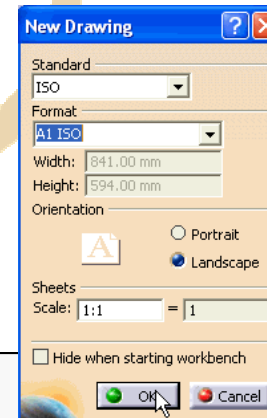 New Drawing
Standard
ISO
Format
A1 ISO
Width: 841.00 mm
Height: 594.00 mm
Orientation
A
Portrait
Landscape
Sheets
Scale: 1:1 = 1
Hide when starting workbench
OK Cancel